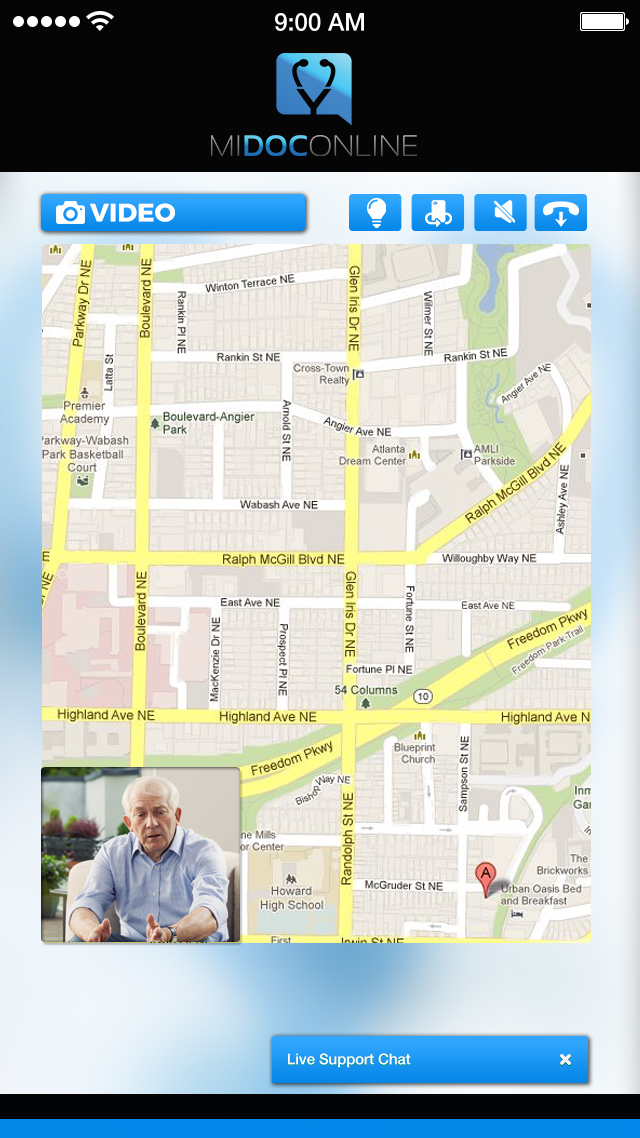 9:00 AM
MIDOCONLINE
VIDEO
Parkway Dr NE
Boulevard NE
Winton Terrace NE
Rankin Pl NE
Glen Iris Dr NE
Wilmer St NE
Latta St
Rankin St NE
Rankin St NE
Cross-Town
Realty
Angier Ave NE
Premier
Academy
Boulevard-Angier
Park
Arnold St NE
Angier Ave NE
Parkway-Wabash
Park Basketball
Court
Atlanta
Dream Center
AMLI
Parkside
Ralph McGill Blvd NE
Ashley Ave NE
Wabash Ave NE
E
NE
Ralph McGill Blvd NE
Willoughby Way NE
Boulevard NE
Glen Iris Dr NE
Fortune St NE
East Ave NE
East Ave NE
MacKenzie Dr NE
Prospect Pl NE
Freedom Pkwy
Freedom Park Trail
Fortune Pl NE
54 Columns
10
Highland Ave NE
Highland Ave NE
Highland Ave N
Blueprint
Church
Sampson St NE
Freedom Pkwy
Bishop Way NE
Randolph St NE
Inm
Gar
ne Mills
or Center
The
Brickworks
A
Howard
High School
McGruder St NE
Urban Oasis Bed
and Breakfast
First
Irwin St NE
Live Support Chat